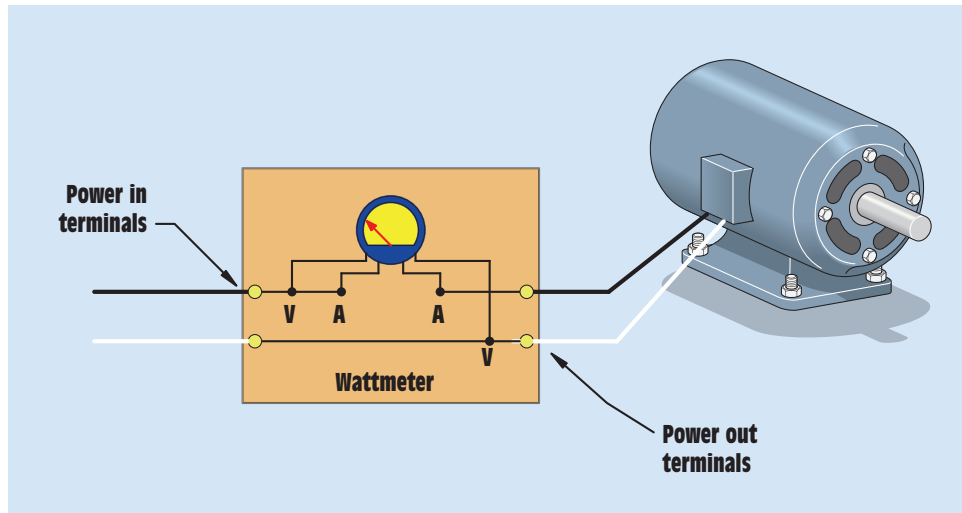 Power in
terminals
V
A
A
V
Wattmeter
Power out
terminals